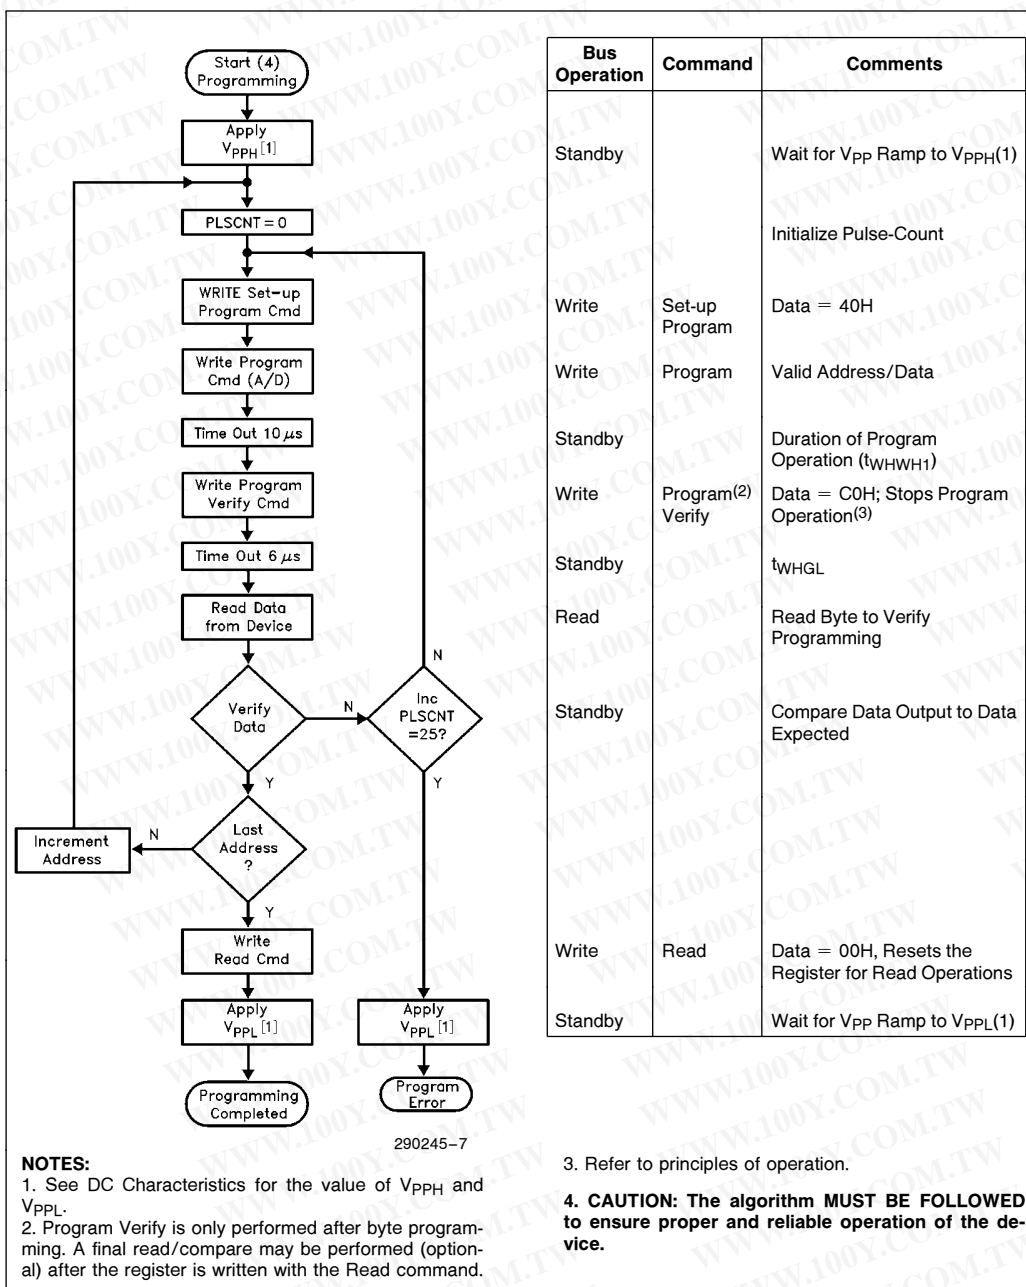 Start (4)
Programming
Apply
VPPH[1]
PLSCNT = 0
WRITE Set-up
Program Cmd
Write Program
Cmd (A/D)
Time Out 10 μs
Write Program
Verify Cmd
Time Out 6 μs
Read Data
from Device
N
Verify
Data
N
Inc
PLSCNT
=25?
Y
Y
Increment
Address
N
Last
Address
?
Y
Write
Read Cmd
Apply
VPPL[1]
Apply
VPPL[1]
Programming
Completed
Program
Error
290245-7
Bus
Operation
Command
Comments
Standby
Wait for VPP Ramp to VPPH(1)
Initialize Pulse-Count
Write
Set-up
Program
Data = 40H
Write
Program
Valid Address/Data
Standby
Duration of Program
Operation (tWHWH1)
Write
Program(2)
Verify
Data = C0H; Stops Program
Operation(3)
Standby
tWHGL
Read
Read Byte to Verify
Programming
Standby
Compare Data Output to Data
Expected
Write
Read
Data = 00H, Resets the
Register for Read Operations
Standby
Wait for VPP Ramp to VPPL(1)
NOTES:
1. See DC Characteristics for the value of VPPH and
VPPL.
2. Program Verify is only performed after byte program-
ming. A final read/compare may be performed (option-
al) after the register is written with the Read command.
3. Refer to principles of operation.
4. CAUTION: The algorithm MUST BE FOLLOWED
to ensure proper and reliable operation of the de-
vice.
WWW.100Y.COM.TW